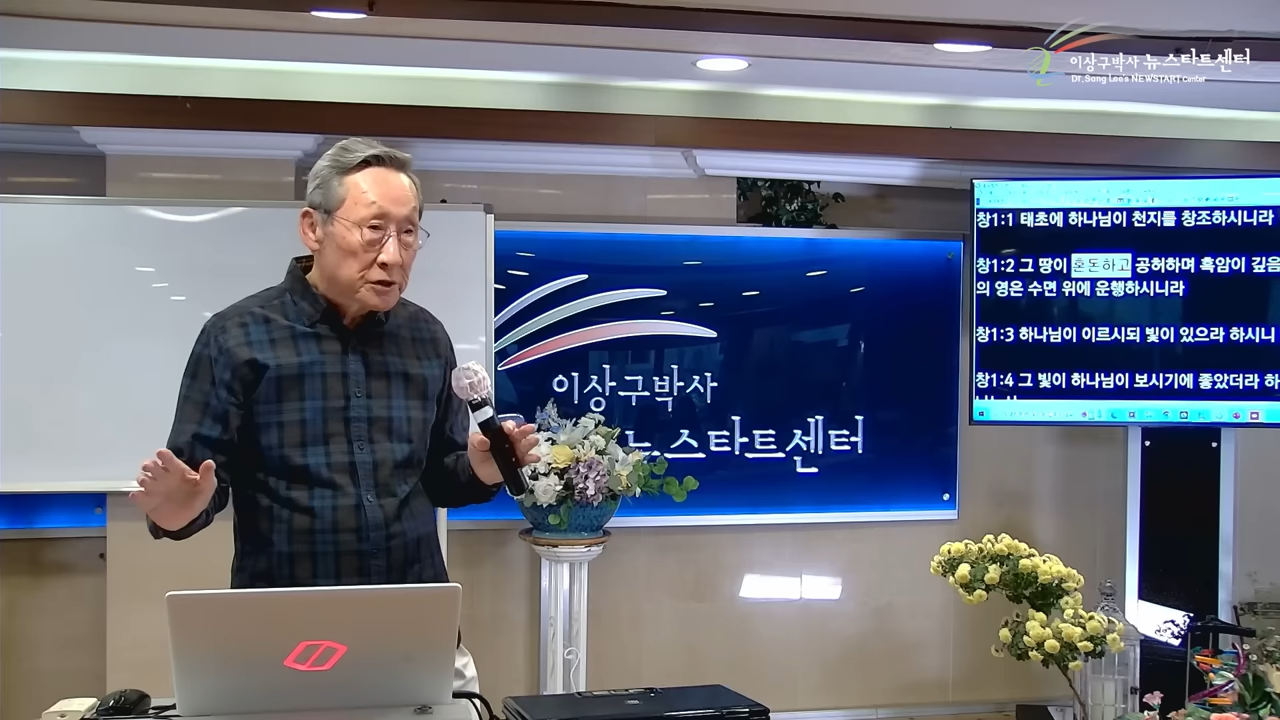 이상구박사 뉴스타트센터
Dr. Sang Lee's NEWSTART Center
창1:1 태초에 하나님이 천지를 창조하시니라
창1:2 그 땅이 혼돈하고 공허하며 흑암이 깊음
의 영은 수면 위에 운행하시니라
창1:3 하나님이 이르시되 빛이 있으라 하시니
창1:4 그 빛이 하나님이 보시기에 좋았더라 하
이상구박사
뉴스타트센터